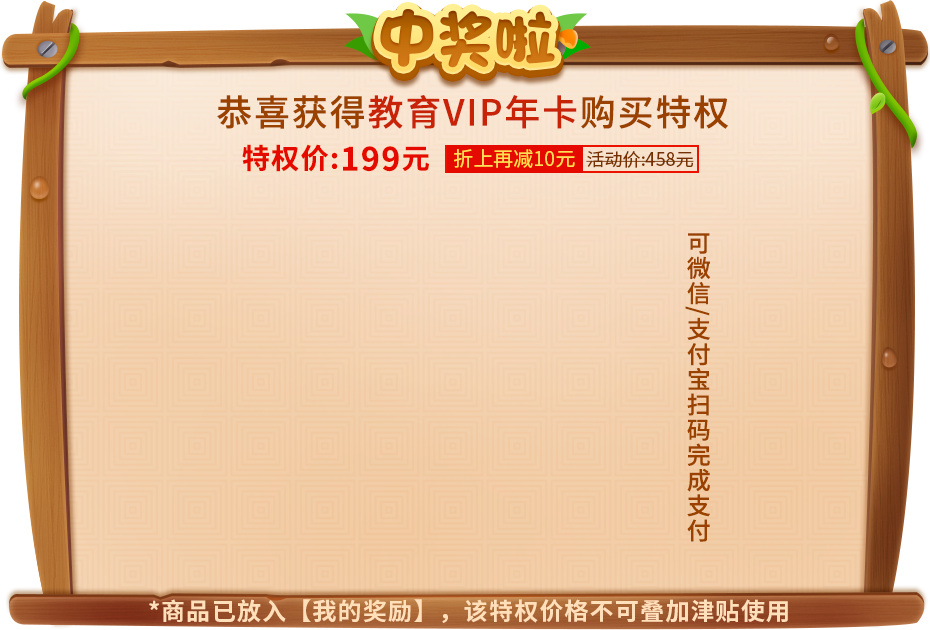 中奖啦
恭喜获得教育VIP年卡购买特权
特权价:199元 折上再减10元 活动价:458元
可微信/支付宝扫码完成支付
*商品已放入【我的奖励】，该特权价格不可叠加津贴使用